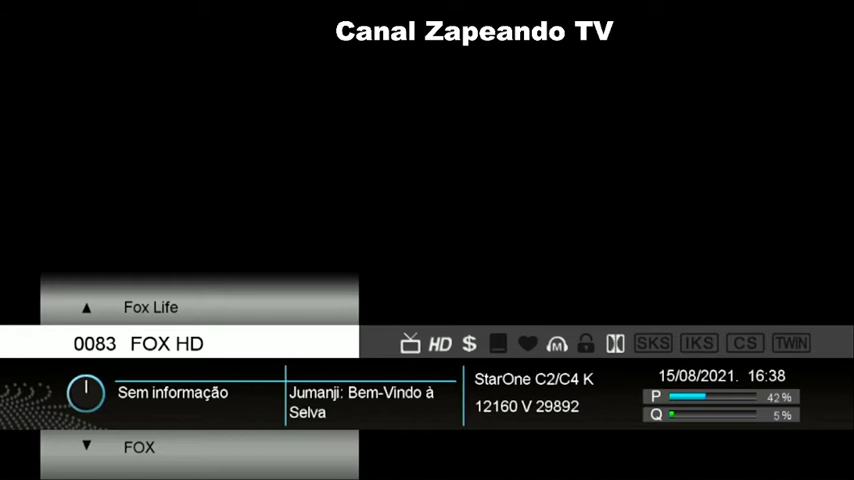 Canal Zapeando TV
Fox Life
0083 FOX HD
HD $ M SKS IKS CS TWIN
Sem informação
Jumanji: Bem-Vindo à
Selva
StarOne C2/C4 K
12160 V 29892
15/08/2021. 16:38
P 42%
Q 5%
FOX